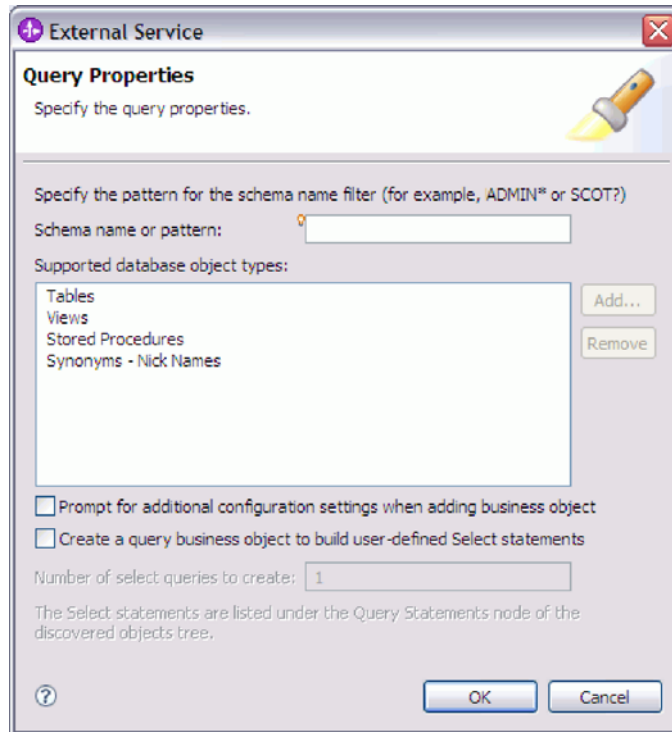 External Service
Query Properties
Specify the query properties.
Specify the pattern for the schema name filter (for example, ADMIN* or SCOT?)
Schema name or pattern:
Supported database object types:
Tables
Views
Stored Procedures
Synonyms - Nick Names
Add...
Remove
Prompt for additional configuration settings when adding business object
Create a query business object to build user-defined Select statements
Number of select queries to create: 1
The Select statements are listed under the Query Statements node of the
discovered objects tree.
?
OK
Cancel